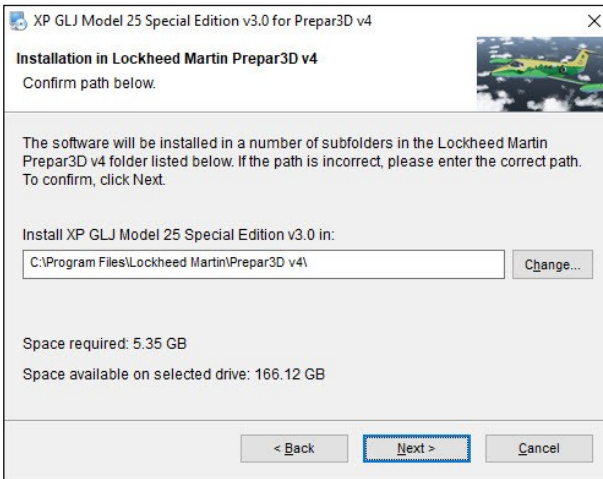 XP GLJ Model 25 Special Edition v3.0 for Prepar3D v4
Installation in Lockheed Martin Prepar3D v4
Confirm path below.
The software will be installed in a number of subfolders in the Lockheed Martin
Prepar3D v4 folder listed below. If the path is incorrect, please enter the correct path.
To confirm, click Next.
Install XP GLJ Model 25 Special Edition v3.0 in:
C:\Program Files\Lockheed Martin\Prepar3D v4\
Change...
Space required: 5.35 GB
Space available on selected drive: 166.12 GB
< Back Next > Cancel